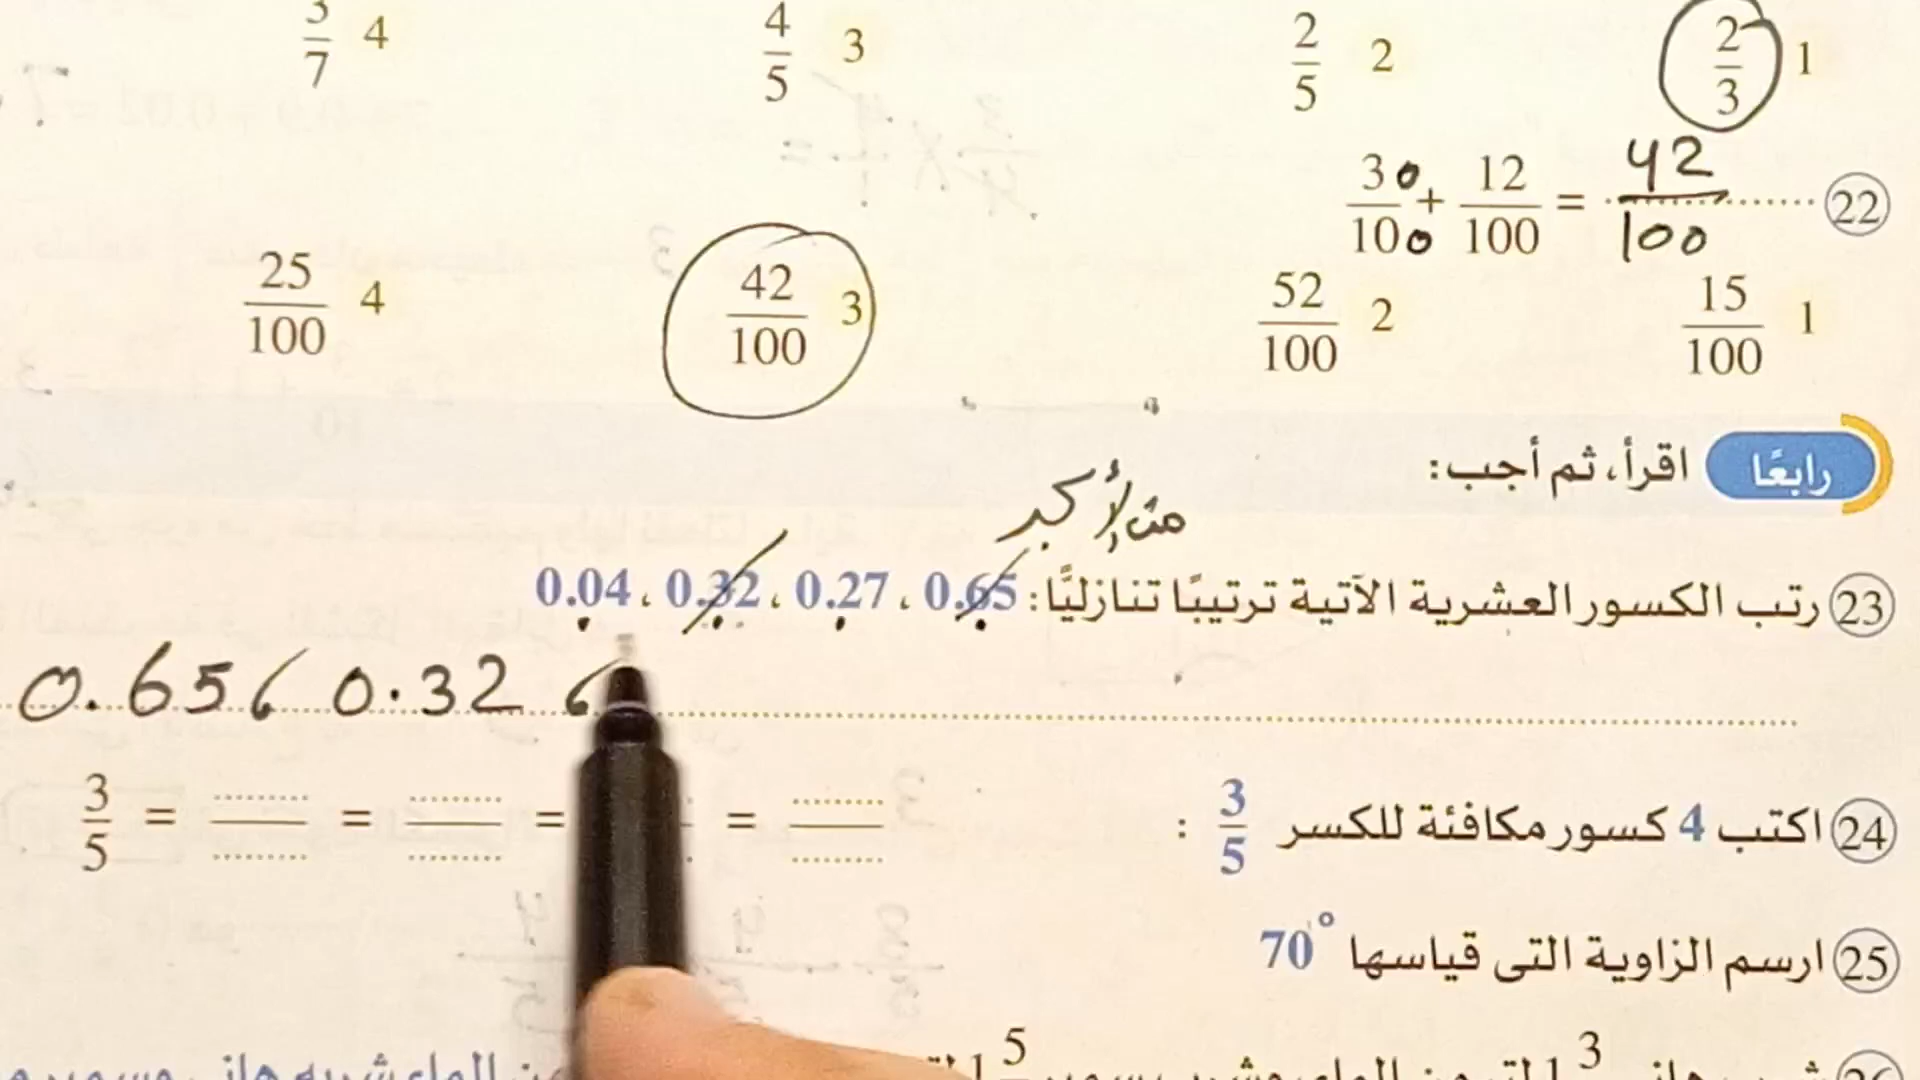 1 2/3 2 2/5 3 4/5 4 3/7
22 30/100 + 12/100 = 42/100
1 15/100 2 52/100 3 42/100 4 25/100
رابعًا اقرأ، ثم أجب:
من الأكبر
23 رتب الكسور العشرية الآتية ترتيبًا تنازليًا: 0.65 ، 0.27 ، 0.32 ، 0.04
0.65 ، 0.32 ،
24 اكتب 4 كسور مكافئة للكسر 3/5 :
3/5 = = = =
25 ارسم الزاوية التى قياسها 70°